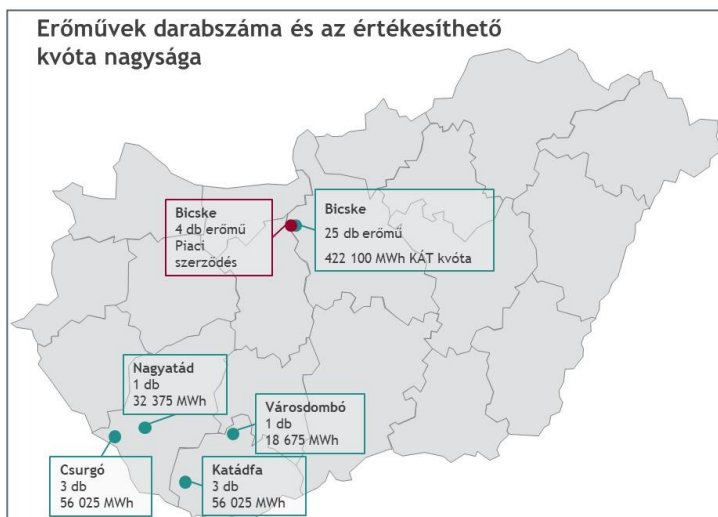 Erőművek darabszáma és az értékesíthető
kvóta nagysága
Bicske
4 db erőmű
Piaci
szerződés
Bicske
25 db erőmű
422 100 MWh KÁT kvóta
Nagyatád
1 db
32 375 MWh
Városdombó
1 db
18 675 MWh
Csurgó
3 db
56 025 MWh
Katádfa
3 db
56 025 MWh